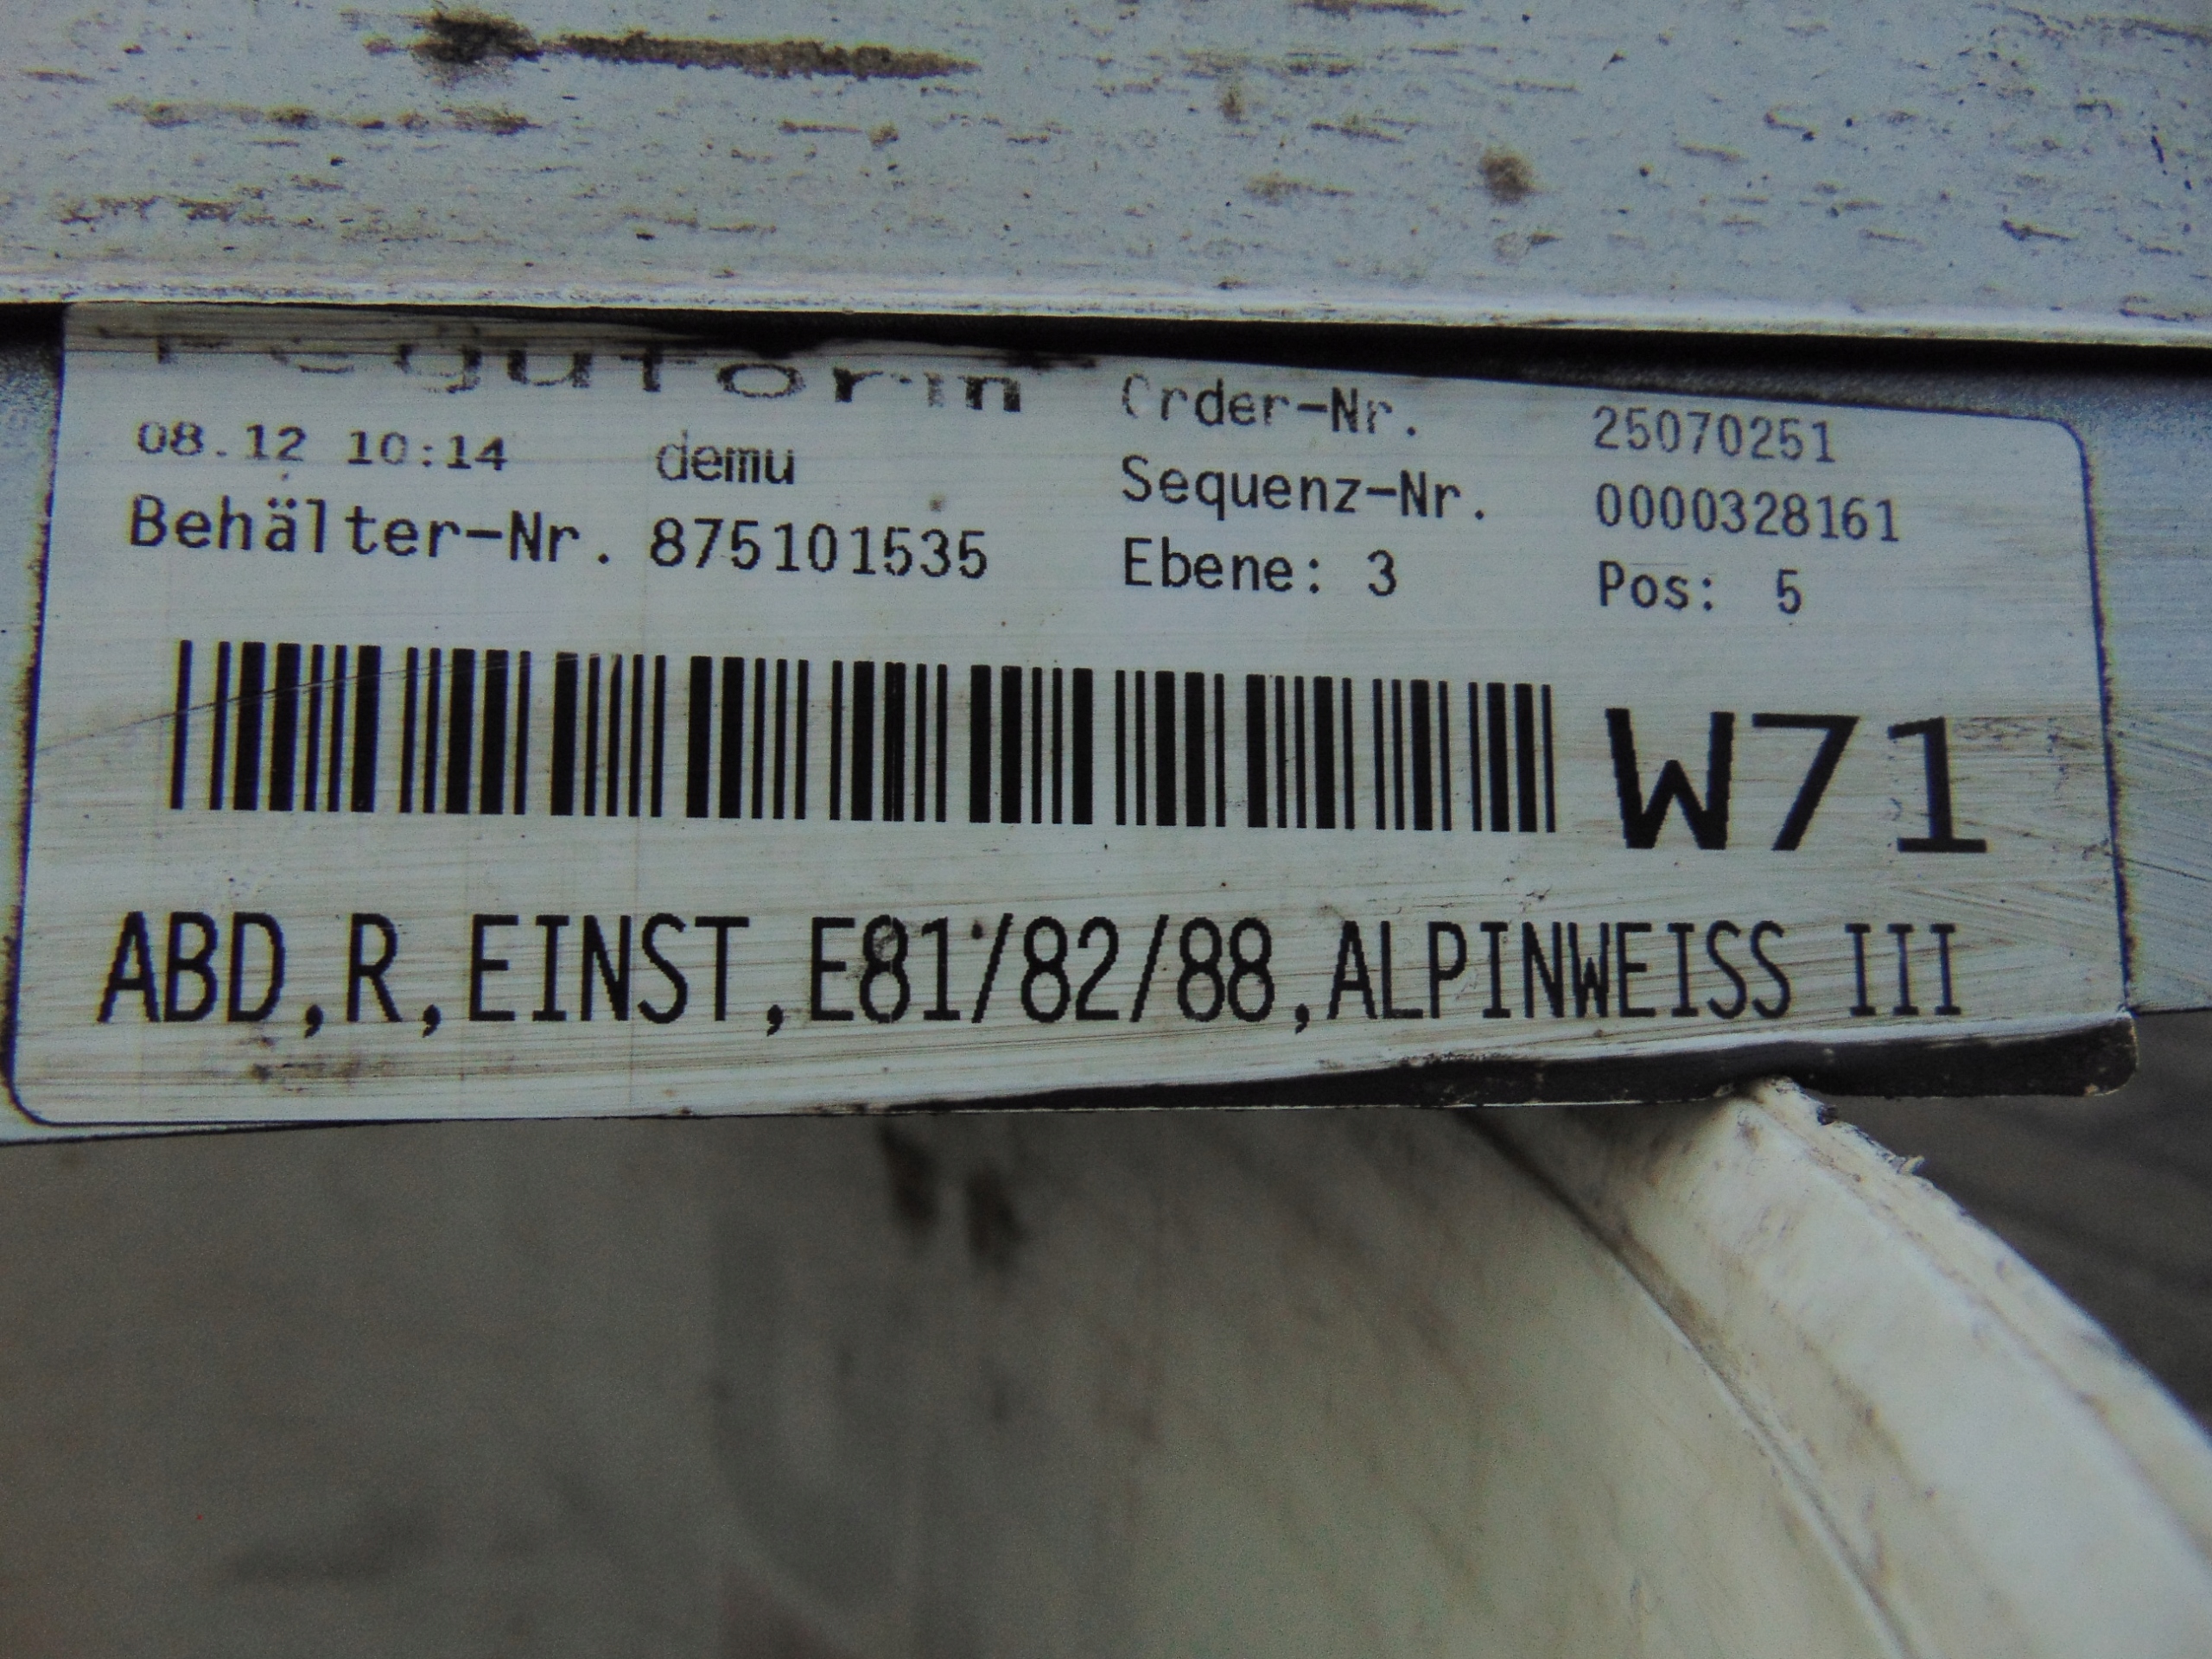 reguform
Order-Nr. 25070251
08.12 10:14 demu
Sequenz-Nr. 0000328161
Behälter-Nr. 875101535
Ebene: 3 Pos: 5
W71
ABD,R,EINST,E81/82/88,ALPINWEISS III